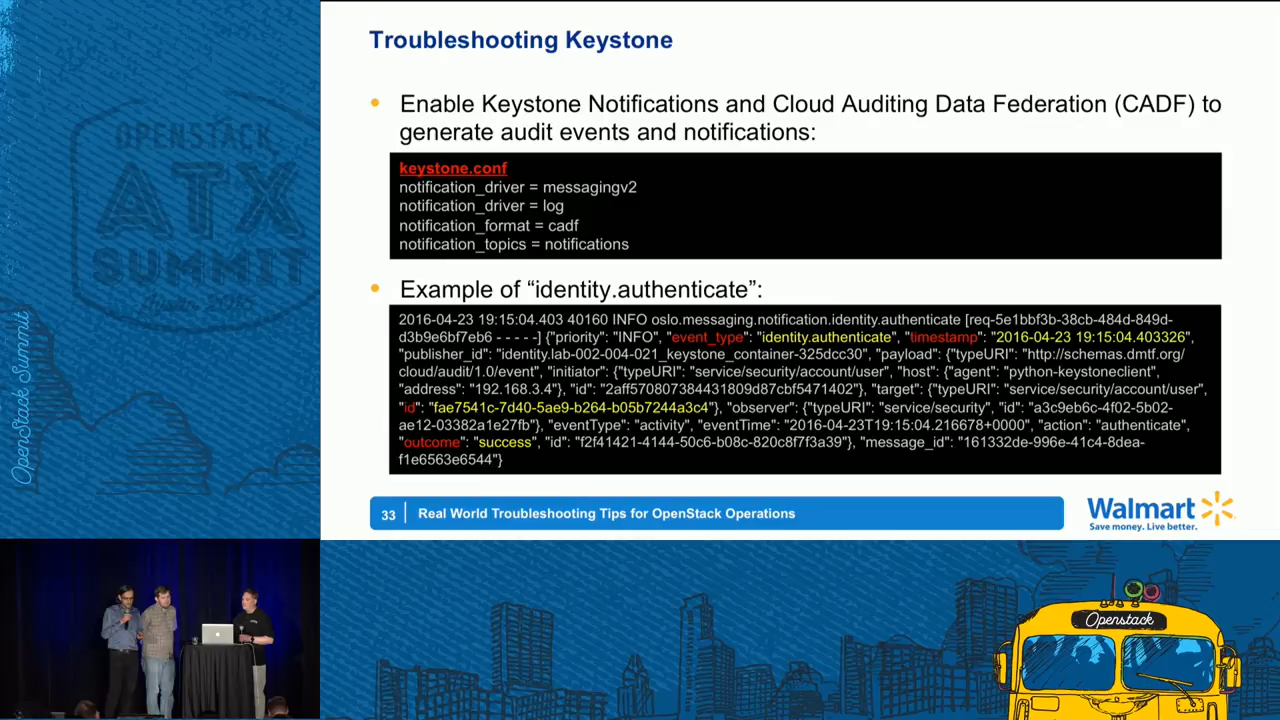 Troubleshooting Keystone
• Enable Keystone Notifications and Cloud Auditing Data Federation (CADF) to
generate audit events and notifications:
keystone.conf
notification_driver = messagingv2
notification_driver = log
notification_format = cadf
notification_topics = notifications
• Example of “identity.authenticate”:
2016-04-23 19:15:04.403 40160 INFO oslo.messaging.notification.identity.authenticate [req-5e1bbf3b-38cb-484d-849d-
d3b9e6bf7eb6 - - - - -] {"priority": "INFO", "event_type": "identity.authenticate", "timestamp": "2016-04-23 19:15:04.403326",
"publisher_id": "identity.lab-002-004-021_keystone_container-325dcc30", "payload": {"typeURI": "http://schemas.dmtf.org/
cloud/audit/1.0/event", "initiator": {"typeURI": "service/security/account/user", "host": {"agent": "python-keystoneclient",
"address": "192.168.3.4"}, "id": "2aff570807384431809d87cbf5471402"}, "target": {"typeURI": "service/security/account/user",
"id": "fae7541c-7d40-5ae9-b264-b05b7244a3c4"}, "observer": {"typeURI": "service/security", "id": "a3c9eb6c-4f02-5b02-
ae12-03382a1e27fb"}, "eventType": "activity", "eventTime": "2016-04-23T19:15:04.216678+0000", "action": "authenticate",
"outcome": "success", "id": "f2f41421-4144-50c6-b08c-820c8f7f3a39"}, "message_id": "161332de-996e-41c4-8dea-
f1e6563e6544"}
33 Real World Troubleshooting Tips for OpenStack Operations
Walmart
Save money. Live better.
OPENSTACK
ATX
SUMMIT
OpenStack Summit
Openstack